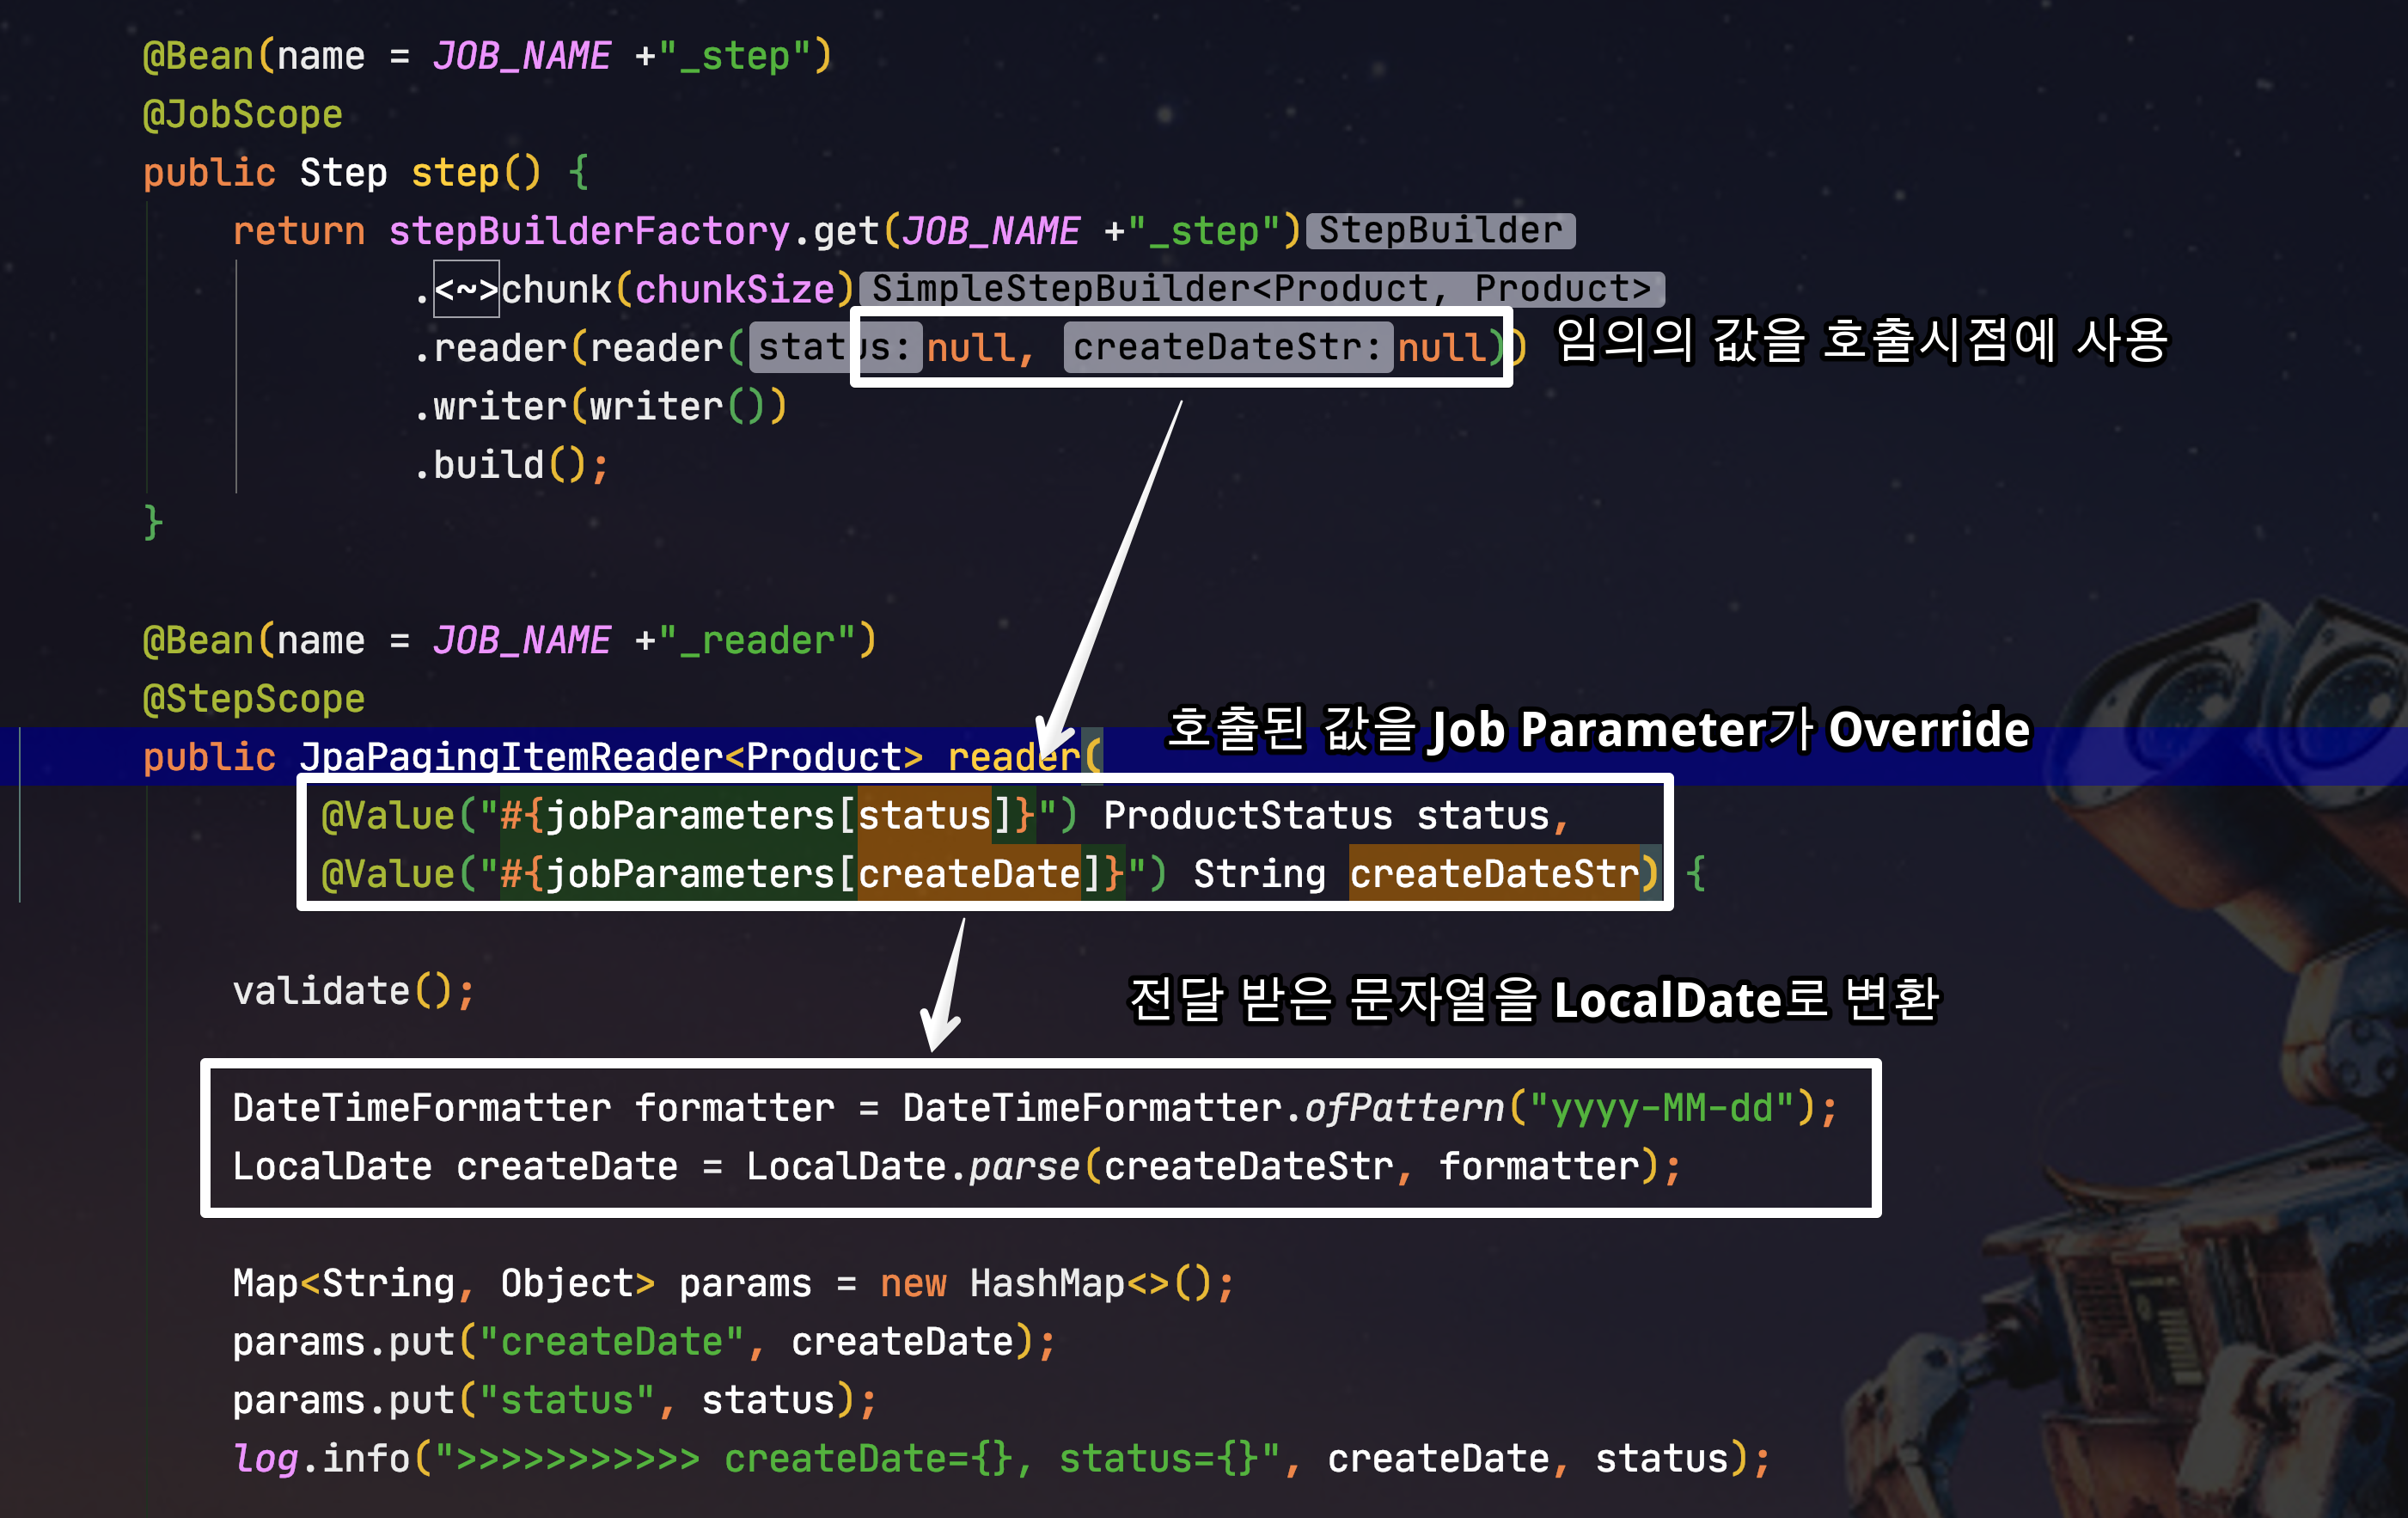 @Bean(name = JOB_NAME +"_step")
@JobScope
public Step step() {
return stepBuilderFactory.get(JOB_NAME +"_step") StepBuilder
.<~>chunk(chunkSize) SimpleStepBuilder<Product, Product>
.reader(reader( status: null, createDateStr: null)) 임의의 값을 호출시점에 사용
.writer(writer())
.build();
}
@Bean(name = JOB_NAME +"_reader")
@StepScope
호출된 값을 Job Parameter가 Override
public JpaPagingItemReader<Product> reader(
@Value("#{jobParameters[status]}") ProductStatus status,
@Value("#{jobParameters[createDate]}") String createDateStr) {
validate();
전달 받은 문자열을 LocalDate로 변환
DateTimeFormatter formatter = DateTimeFormatter.ofPattern("yyyy-MM-dd");
LocalDate createDate = LocalDate.parse(createDateStr, formatter);
Map<String, Object> params = new HashMap<>();
params.put("createDate", createDate);
params.put("status", status);
log.info(">>>>>>>>>>> createDate={}, status={}", createDate, status);